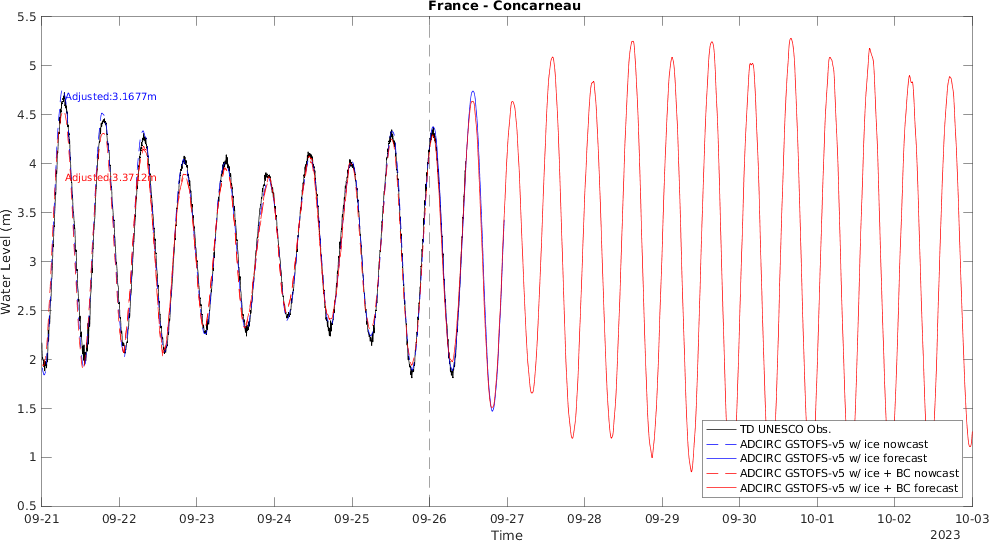 France - Concarneau
5.5
5
4.5
4
3.5
3
2.5
2
1.5
1
0.5
Water Level (m)
Adjusted:3.1677m
Adjusted:3.3712m
TD UNESCO Obs.
ADCIRC GSTOFS-v5 w/ ice nowcast
ADCIRC GSTOFS-v5 w/ ice forecast
ADCIRC GSTOFS-v5 w/ ice + BC nowcast
ADCIRC GSTOFS-v5 w/ ice + BC forecast
09-21 09-22 09-23 09-24 09-25 09-26 09-27 09-28 09-29 09-30 10-01 10-02 10-03
Time
2023